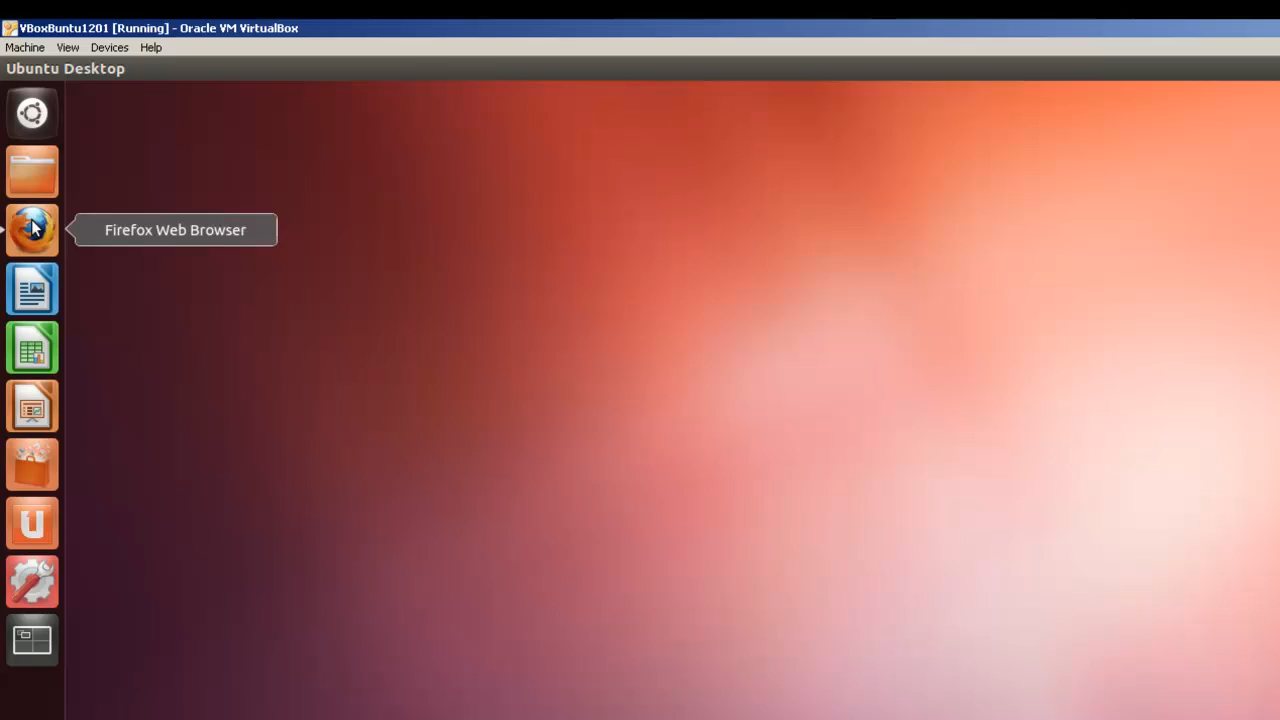 VBoxBuntu1201 [Running] - Oracle VM VirtualBox
Machine View Devices Help
Ubuntu Desktop
Firefox Web Browser